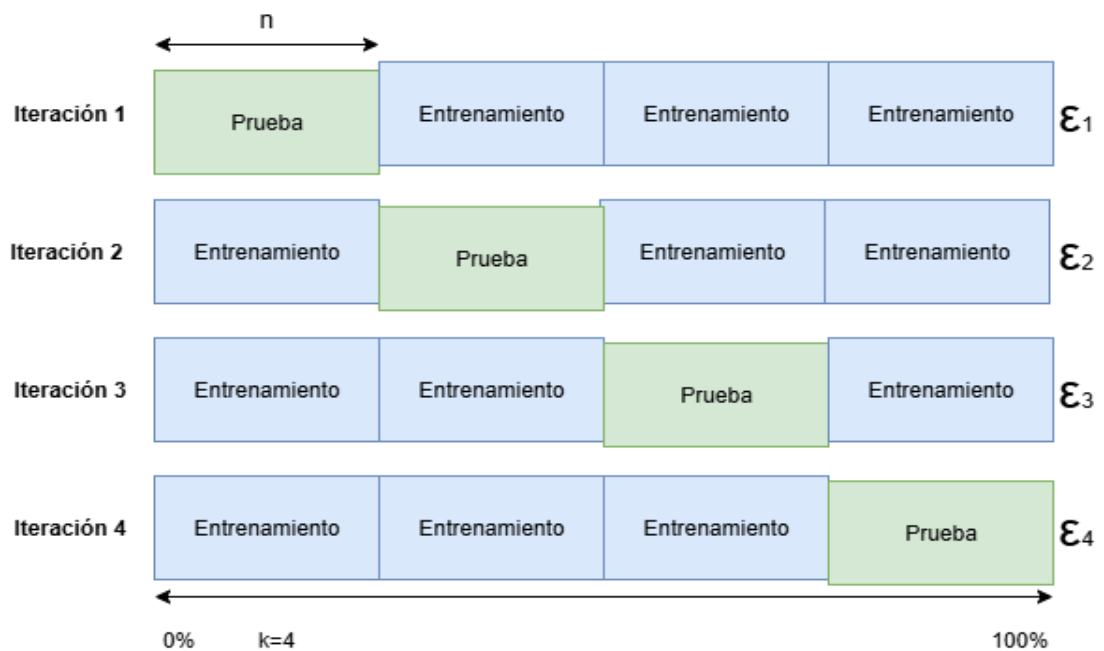 n
Iteración 1 Prueba Entrenamiento Entrenamiento Entrenamiento ε1
Iteración 2 Entrenamiento Prueba Entrenamiento Entrenamiento ε2
Iteración 3 Entrenamiento Entrenamiento Prueba Entrenamiento ε3
Iteración 4 Entrenamiento Entrenamiento Entrenamiento Prueba ε4
0% k=4 100%